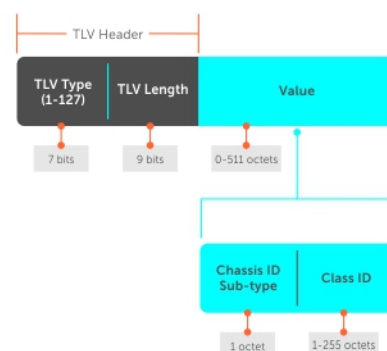 TLV Header
TLV Type
(1-127)
TLV Length
Value
7 bits
9 bits
0-511 octets
Chassis ID
Sub-type
Class ID
1 octet
1-255 octets